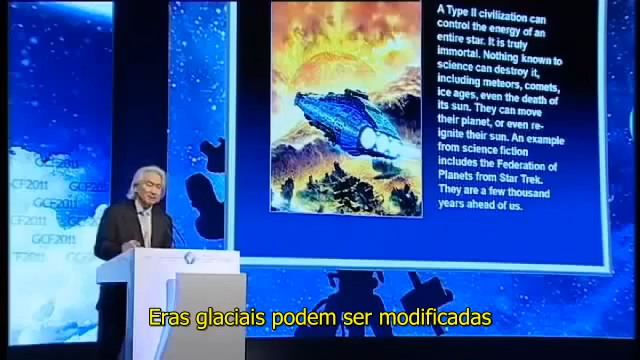 A Type II civilization can
control the energy of an
entire star. It is truly
immortal. Nothing known to
science can destroy it,
including meteors, comets,
ice ages, even the death of
its sun. They can move
their planet, or even re-
ignite their sun. An example
from science fiction
includes the Federation of
Planets from Star Trek.
They are a few thousand
years ahead of us.
GCF2011
GCF2011
GCF2011
Eras glaciais podem ser modificadas